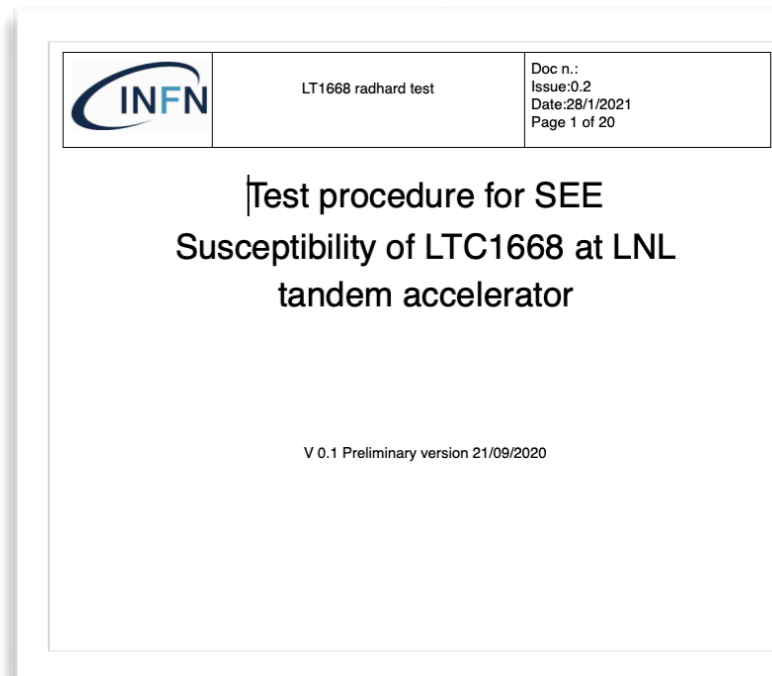 INFN
LT1668 radhard test
Doc n.:
Issue:0.2
Date:28/1/2021
Page 1 of 20
Test procedure for SEE
Susceptibility of LTC1668 at LNL
tandem accelerator
V 0.1 Preliminary version 21/09/2020